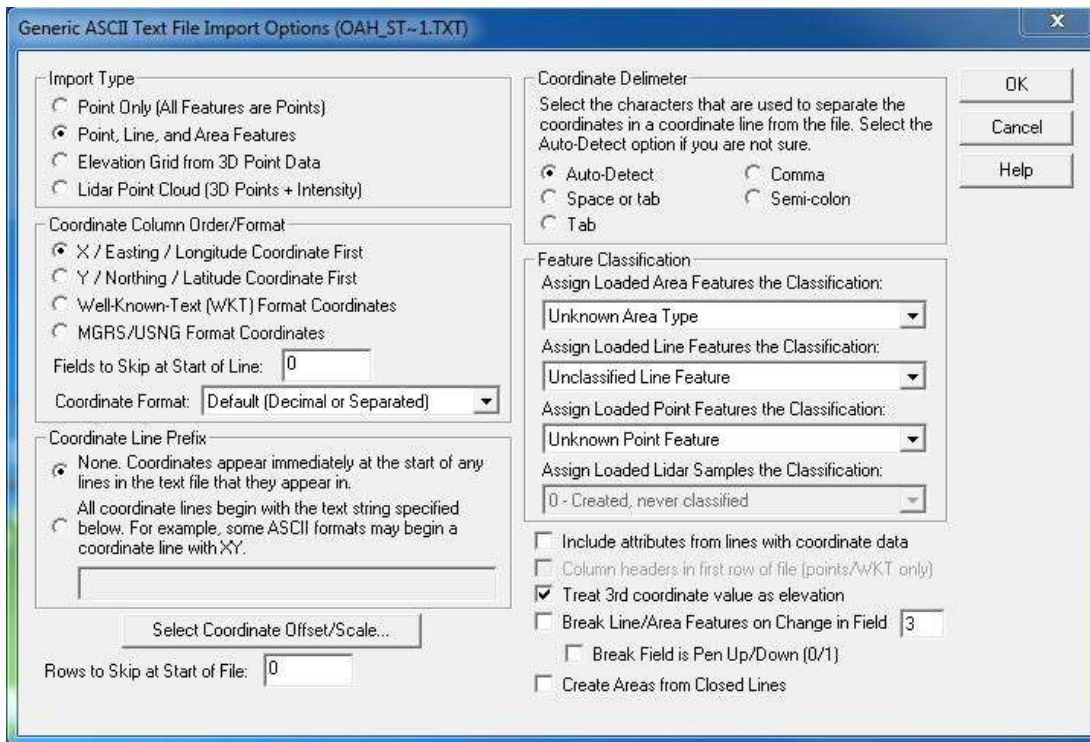 Generic ASCII Text File Import Options (OAH_ST~1.TXT)
X
Import Type
Point Only (All Features are Points)
Point, Line, and Area Features
Elevation Grid from 3D Point Data
Lidar Point Cloud (3D Points + Intensity)
Coordinate Column Order/Format
X / Easting / Longitude Coordinate First
Y / Northing / Latitude Coordinate First
Well-Known-Text (WKT) Format Coordinates
MGRS/USNG Format Coordinates
Fields to Skip at Start of Line: 0
Coordinate Format: Default (Decimal or Separated)
Coordinate Line Prefix
None. Coordinates appear immediately at the start of any
lines in the text file that they appear in.
All coordinate lines begin with the text string specified
below. For example, some ASCII formats may begin a
coordinate line with XY.
Select Coordinate Offset/Scale...
Rows to Skip at Start of File: 0
Coordinate Delimeter
Select the characters that are used to separate the
coordinates in a coordinate line from the file. Select the
Auto-Detect option if you are not sure.
Auto-Detect Comma
Space or tab Semi-colon
Tab
Feature Classification
Assign Loaded Area Features the Classification:
Unknown Area Type
Assign Loaded Line Features the Classification:
Unclassified Line Feature
Assign Loaded Point Features the Classification:
Unknown Point Feature
Assign Loaded Lidar Samples the Classification:
0 - Created, never classified
Include attributes from lines with coordinate data
Column headers in first row of file (points/WKT only)
Treat 3rd coordinate value as elevation
Break Line/Area Features on Change in Field 3
Break Field is Pen Up/Down (0/1)
Create Areas from Closed Lines
OK
Cancel
Help